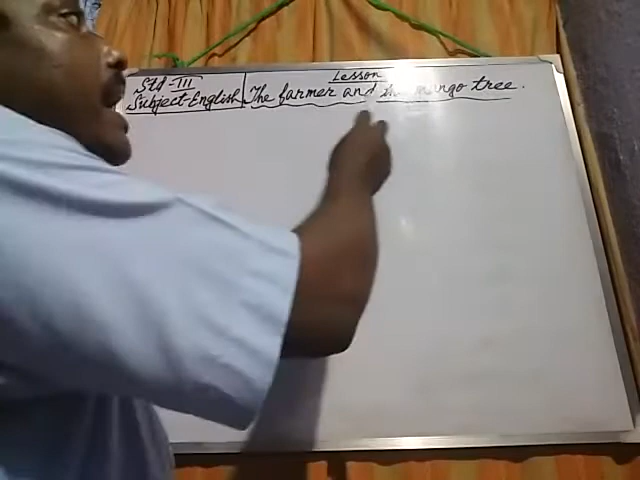 Std-III
Subject-English
Lesson
The farmer and the mango tree.